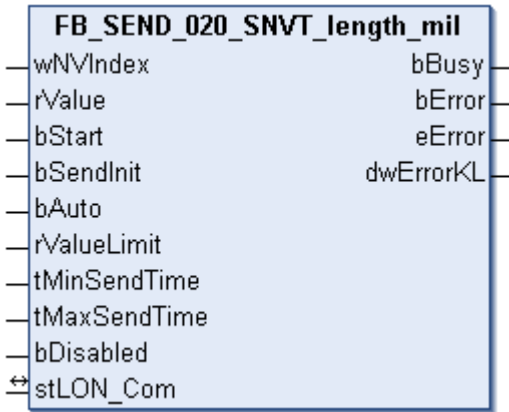 FB_SEND_020_SNVT_length_mil
wNVIndex bBusy
rValue bError
bStart eError
bSendInit dwErrorKL
bAuto
rValueLimit
tMinSendTime
tMaxSendTime
bDisabled
stLON_Com